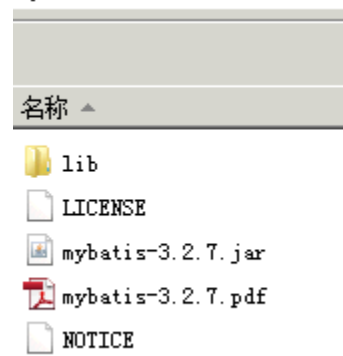 名称
lib
LICENSE
mybatis-3.2.7.jar
mybatis-3.2.7.pdf
NOTICE